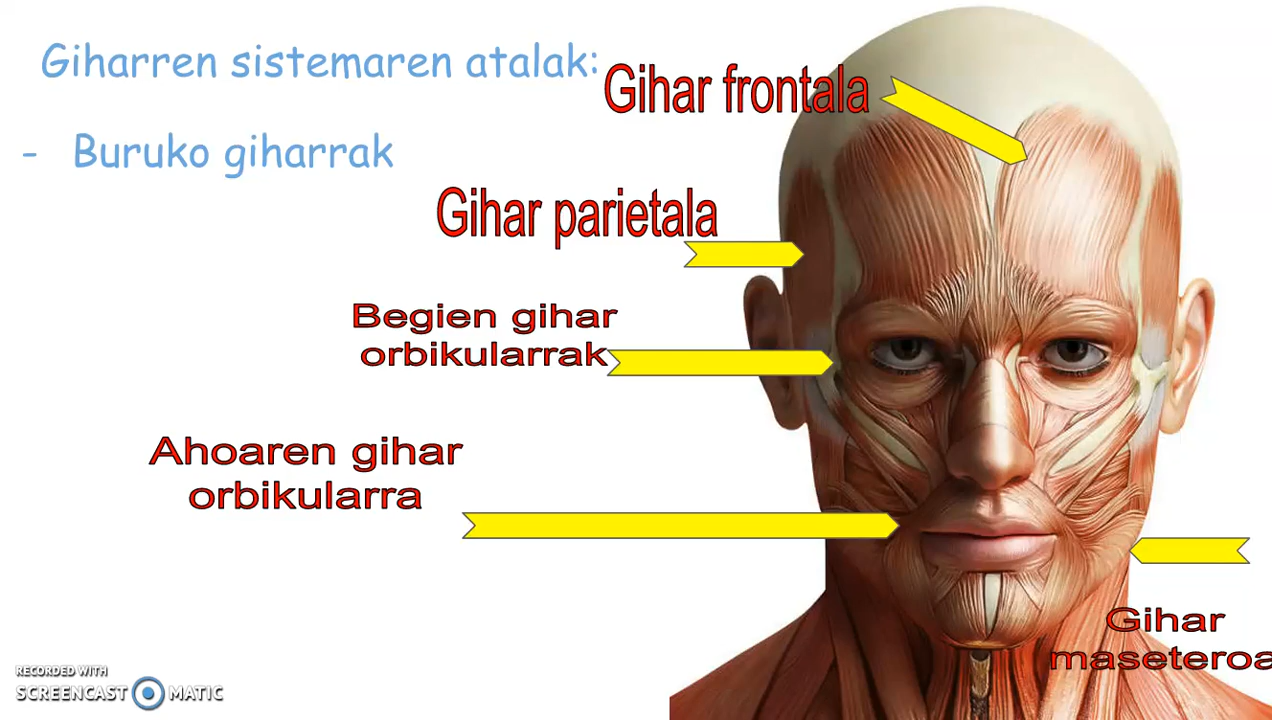 Giharren sistemaren atalak:
Gihar frontala
- Buruko giharrak
Gihar parietala
Begien gihar
orbikularrak
Ahoaren gihar
orbikularra
Gihar
maseteroa
RECORDED WITH
SCREENCAST MATIC